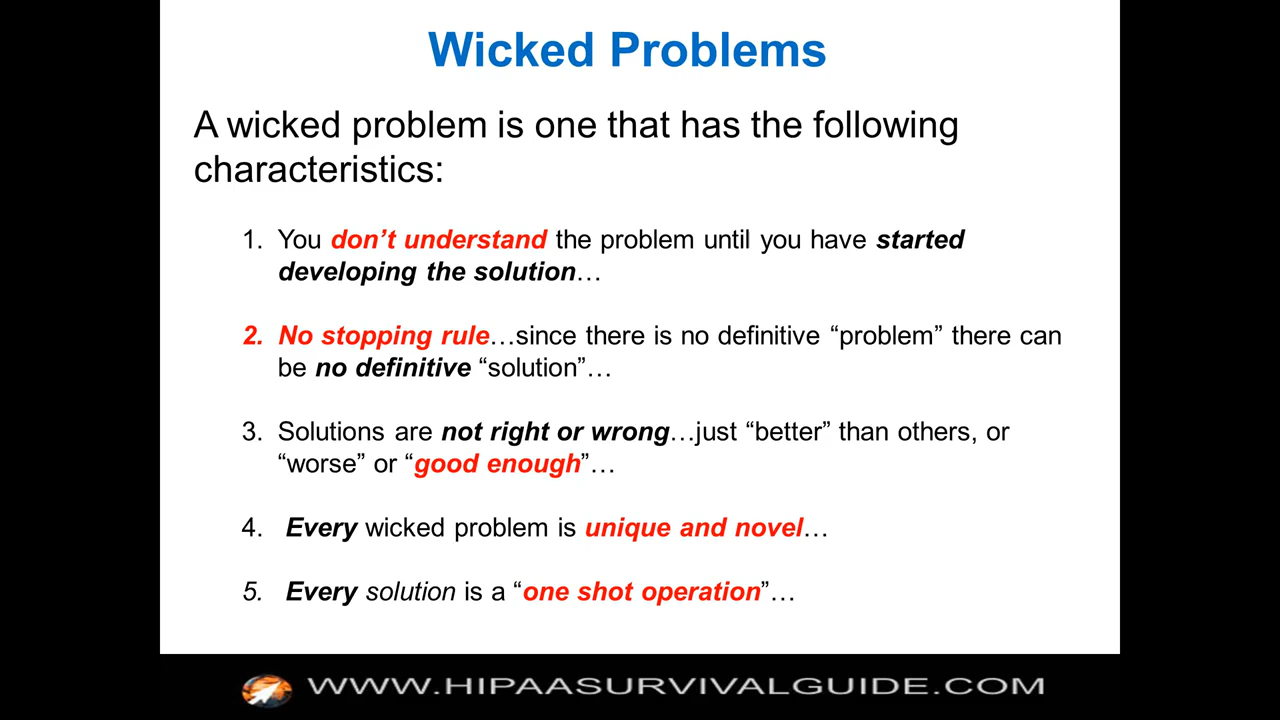 Wicked Problems
A wicked problem is one that has the following
characteristics:
1. You don’t understand the problem until you have started
developing the solution…
2. No stopping rule…since there is no definitive “problem” there can
be no definitive “solution”…
3. Solutions are not right or wrong…just “better” than others, or
“worse” or “good enough”…
4. Every wicked problem is unique and novel…
5. Every solution is a “one shot operation”…
WWW.HIPAASURVIVALGUIDE.COM